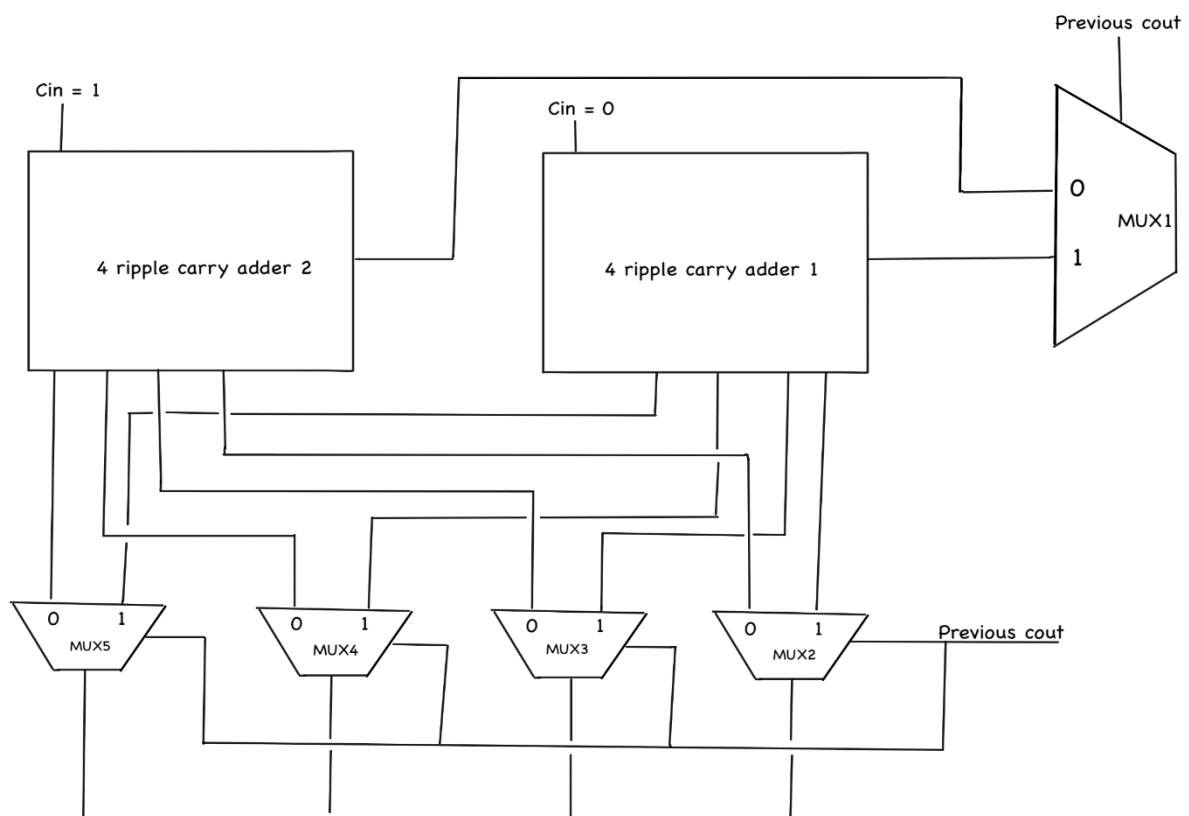 Previous cout
Cin = 1
Cin = 0
0
MUX1
4 ripple carry adder 2
4 ripple carry adder 1
1
0 1
MUX5
0 1
MUX4
0 1
MUX3
0 1
MUX2
Previous cout